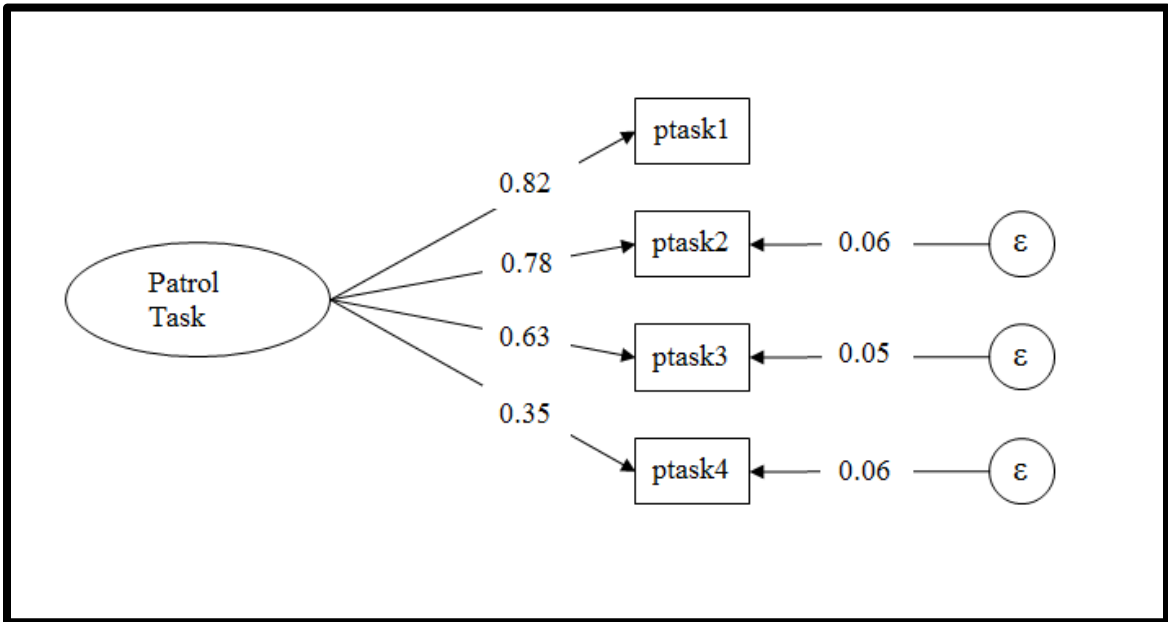 ptask1
0.82
ptask2
0.06
ε
0.78
Patrol
Task
0.63
ptask3
0.05
ε
0.35
ptask4
0.06
ε